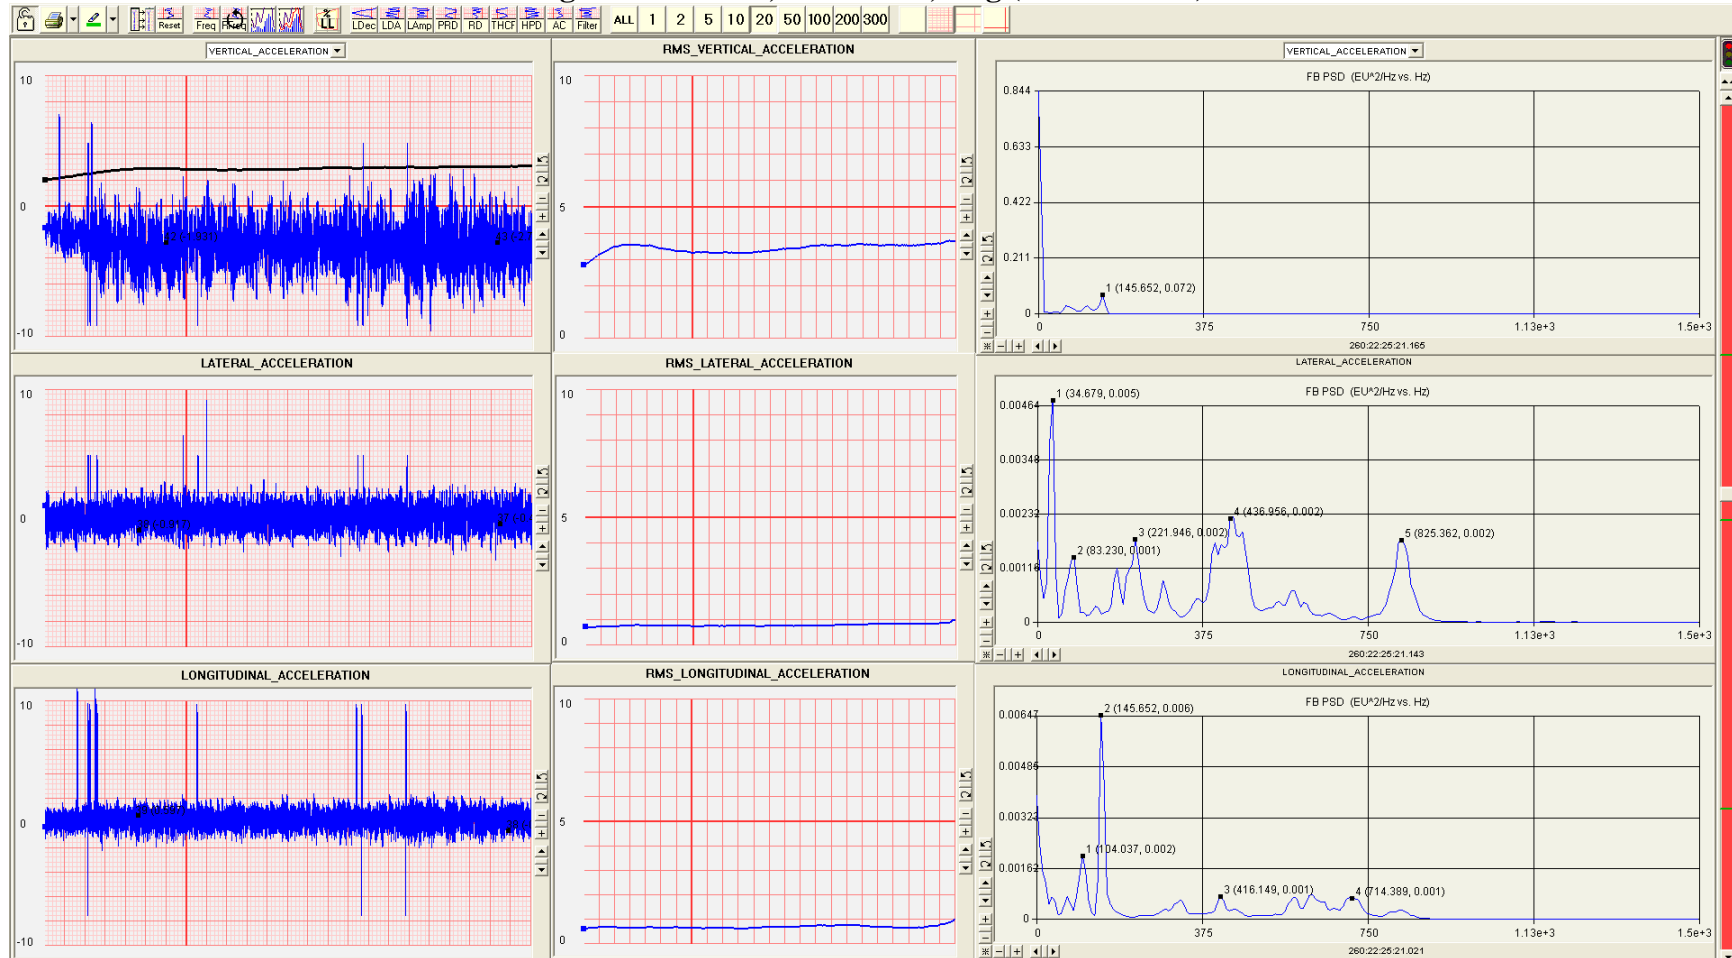 Reset Freq LL LDec LDA LAmp PRD RD THCF HPD AC Filter ALL 1 2 5 10 20 50 100 200 300
VERTICAL_ACCELERATION
10
0
-10
RMS_VERTICAL_ACCELERATION
10
5
0
VERTICAL_ACCELERATION
FB PSD (EU^2/Hz vs. Hz)
0.844
0.633
0.422
0.211
0
1 (145.652, 0.072)
0 375 750 1.13e+3 1.5e+3
260:22:25:21.165
LATERAL_ACCELERATION
10
0
-10
RMS_LATERAL_ACCELERATION
10
5
0
LATERAL_ACCELERATION
FB PSD (EU^2/Hz vs. Hz)
0.00464
0.00348
0.00232
0.00116
0
1 (34.679, 0.005)
2 (83.230, 0.001)
3 (221.946, 0.002)
4 (436.956, 0.002)
5 (825.362, 0.002)
0 375 750 1.13e+3 1.5e+3
260:22:25:21.143
LONGITUDINAL_ACCELERATION
10
0
-10
RMS_LONGITUDINAL_ACCELERATION
10
5
0
LONGITUDINAL_ACCELERATION
FB PSD (EU^2/Hz vs. Hz)
0.00647
0.00485
0.00323
0.00162
0
1 (104.037, 0.002)
2 (145.652, 0.006)
3 (416.149, 0.001)
4 (714.389, 0.001)
0 375 750 1.13e+3 1.5e+3
260:22:25:21.021